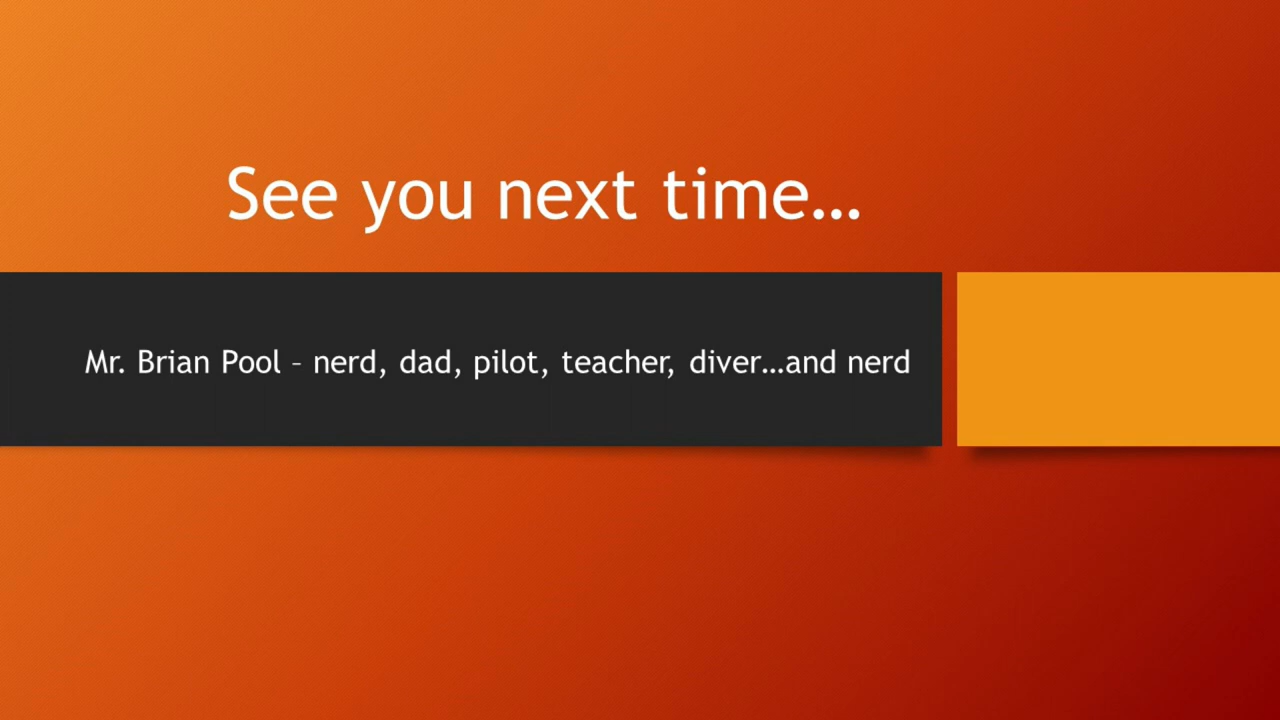 See you next time…
Mr. Brian Pool – nerd, dad, pilot, teacher, diver…and nerd